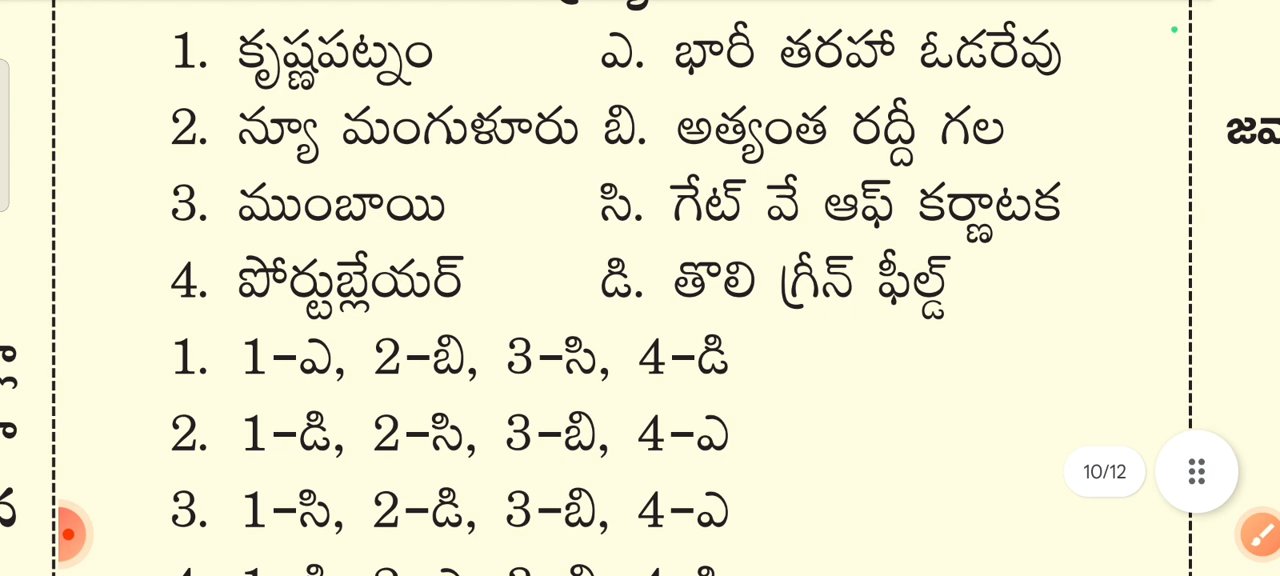 1. కృష్ణపట్నం ఎ. భారీ తరహా ఓడరేవు
2. న్యూ మంగుళూరు బి. అత్యంత రద్దీ గల
3. ముంబాయి సి. గేట్ వే ఆఫ్ కర్ణాటక
4. పోర్టుబ్లేయర్ డి. తొలి గ్రీన్ ఫీల్డ్
1. 1-ఎ, 2-బి, 3-సి, 4-డి
2. 1-డి, 2-సి, 3-బి, 4-ఎ
3. 1-సి, 2-డి, 3-బి, 4-ఎ
10/12